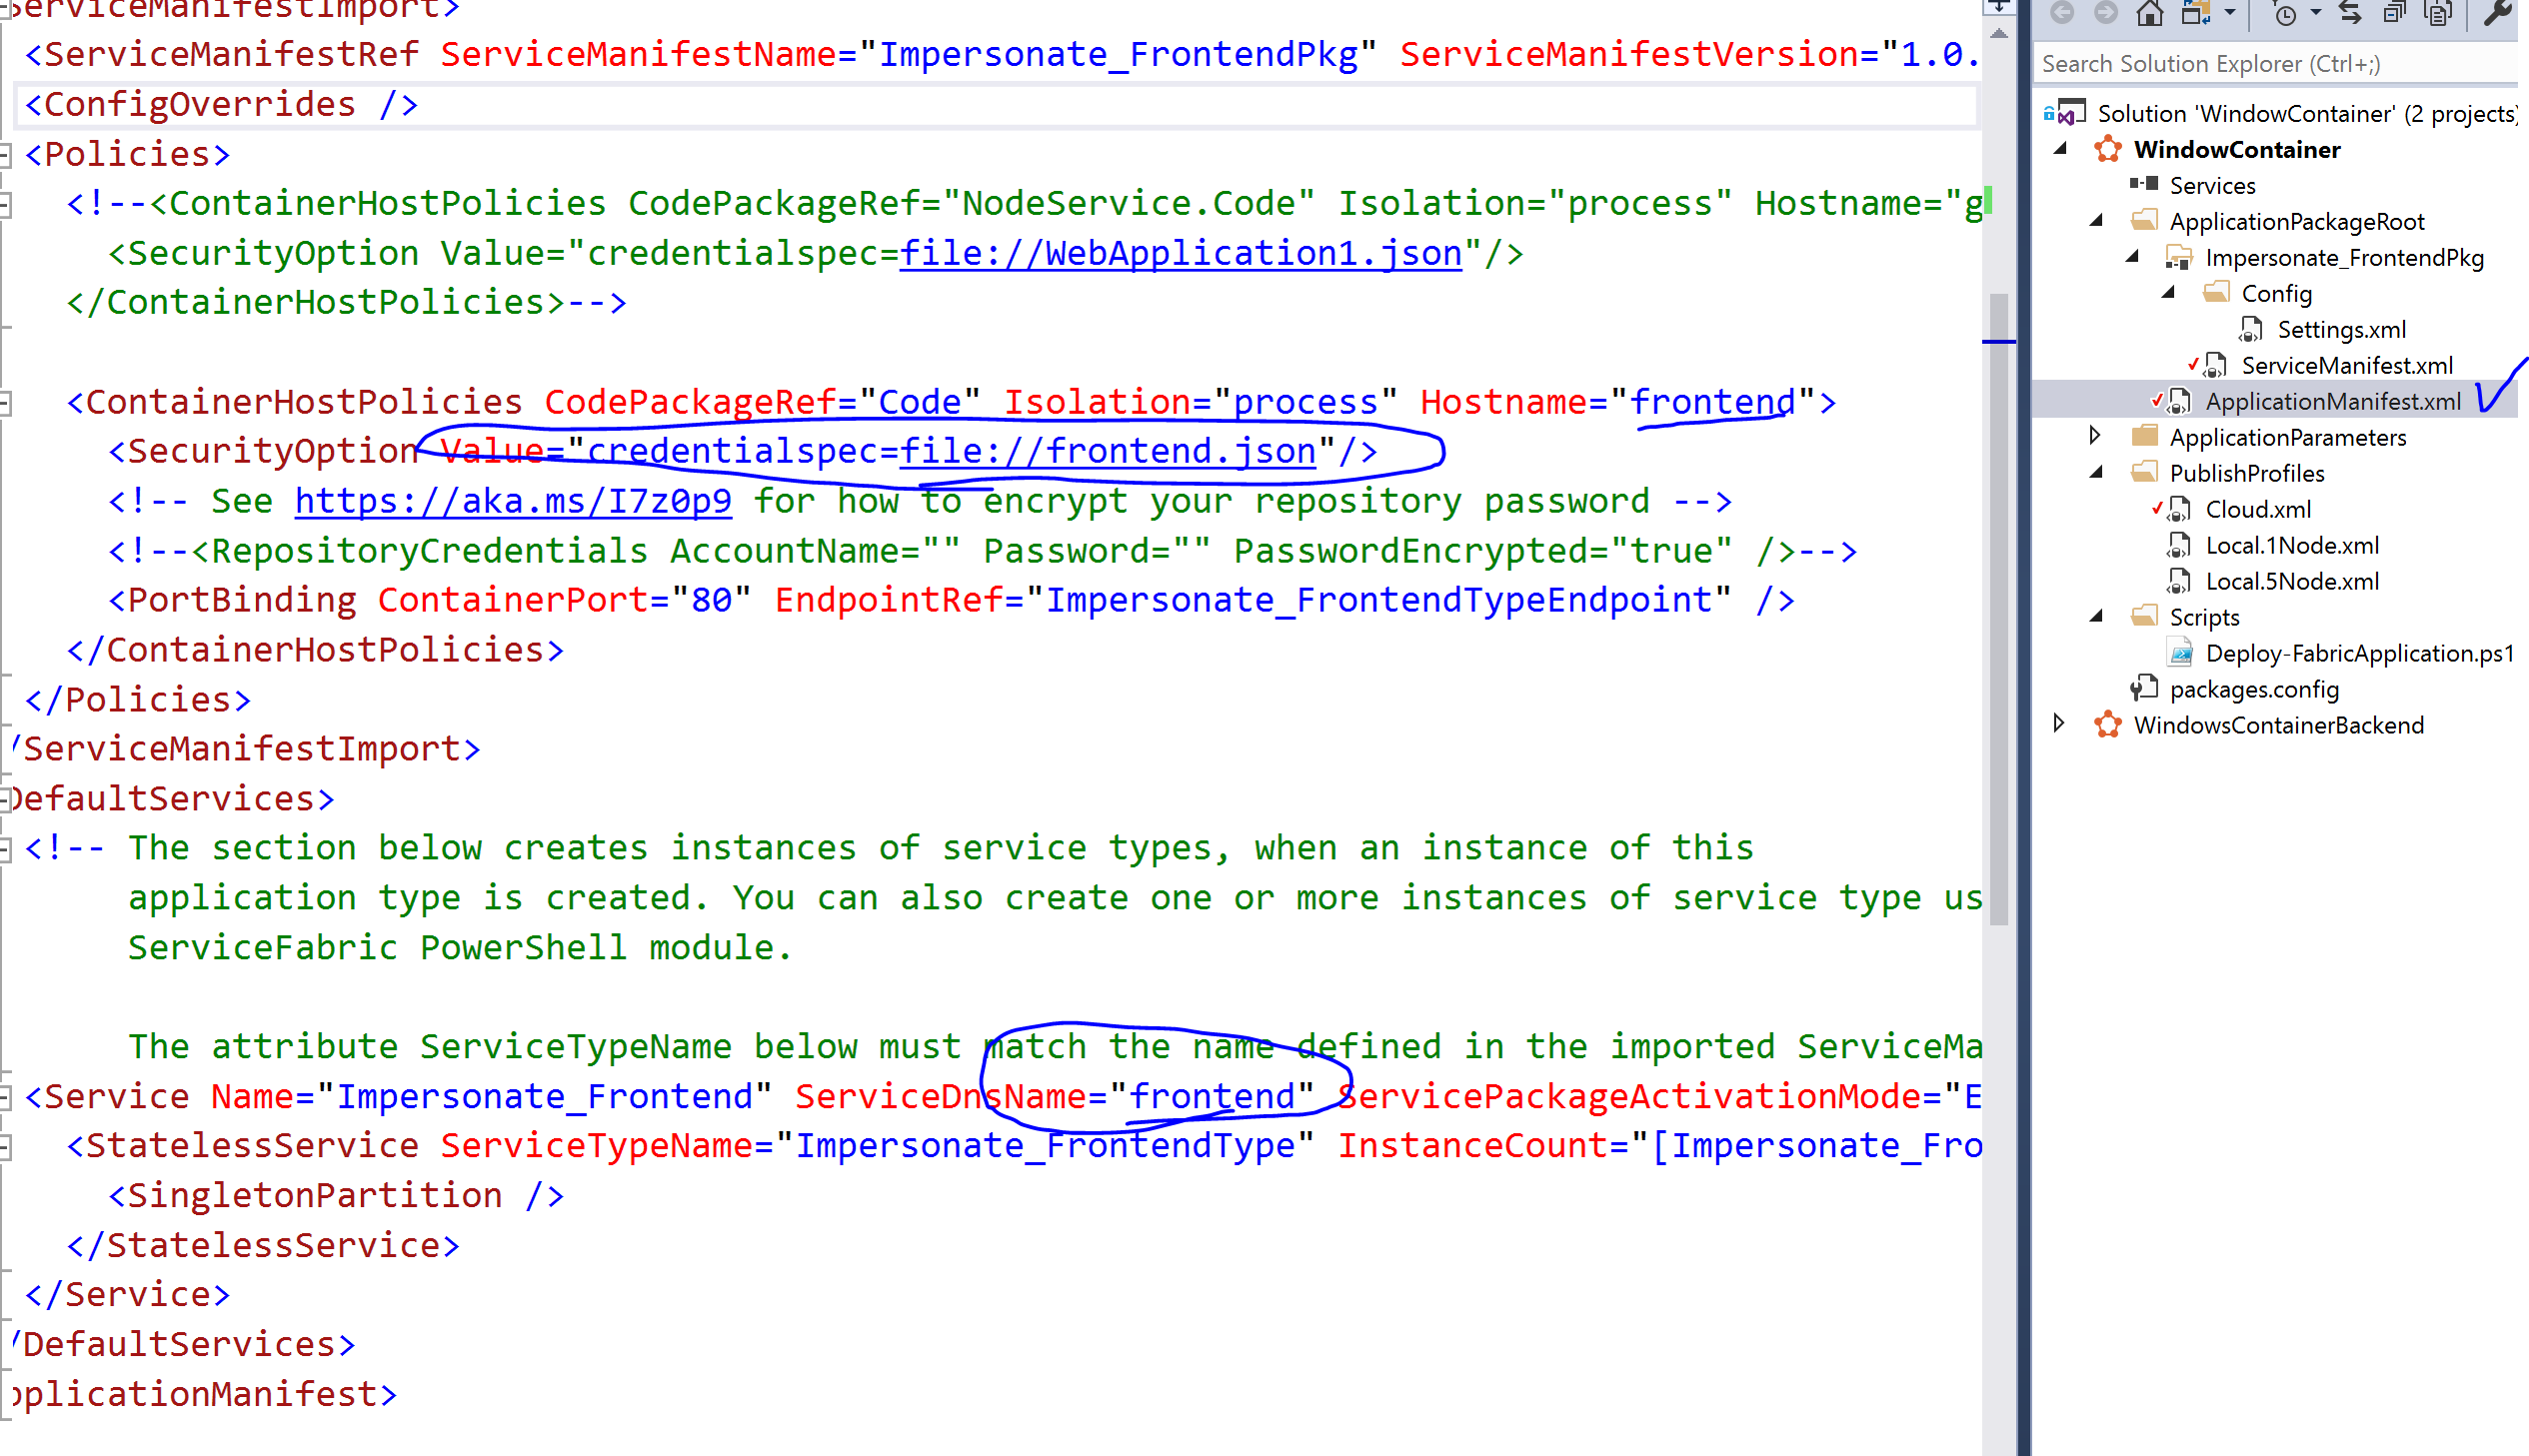 ServiceManifestImport>
<ServiceManifestRef ServiceManifestName="Impersonate_FrontendPkg" ServiceManifestVersion="1.0.
<ConfigOverrides />
<Policies>
<!--<ContainerHostPolicies CodePackageRef="NodeService.Code" Isolation="process" Hostname="g
<SecurityOption Value="credentialspec=file://WebApplication1.json"/>
</ContainerHostPolicies>-->
<ContainerHostPolicies CodePackageRef="Code" Isolation="process" Hostname="frontend">
<SecurityOption Value="credentialspec=file://frontend.json"/>
<!-- See https://aka.ms/I7z0p9 for how to encrypt your repository password -->
<!--<RepositoryCredentials AccountName="" Password="" PasswordEncrypted="true" />-->
<PortBinding ContainerPort="80" EndpointRef="Impersonate_FrontendTypeEndpoint" />
</ContainerHostPolicies>
</Policies>
/ServiceManifestImport>
DefaultServices>
<!-- The section below creates instances of service types, when an instance of this
application type is created. You can also create one or more instances of service type us
ServiceFabric PowerShell module.
The attribute ServiceTypeName below must match the name defined in the imported ServiceMa
<Service Name="Impersonate_Frontend" ServiceDnsName="frontend" ServicePackageActivationMode="E
<StatelessService ServiceTypeName="Impersonate_FrontendType" InstanceCount="[Impersonate_Fro
<SingletonPartition />
</StatelessService>
</Service>
/DefaultServices>
pplicationManifest>
Search Solution Explorer (Ctrl+;)
Solution 'WindowContainer' (2 projects)
WindowContainer
Services
ApplicationPackageRoot
Impersonate_FrontendPkg
Config
Settings.xml
ServiceManifest.xml
ApplicationManifest.xml
ApplicationParameters
PublishProfiles
Cloud.xml
Local.1Node.xml
Local.5Node.xml
Scripts
Deploy-FabricApplication.ps1
packages.config
WindowsContainerBackend